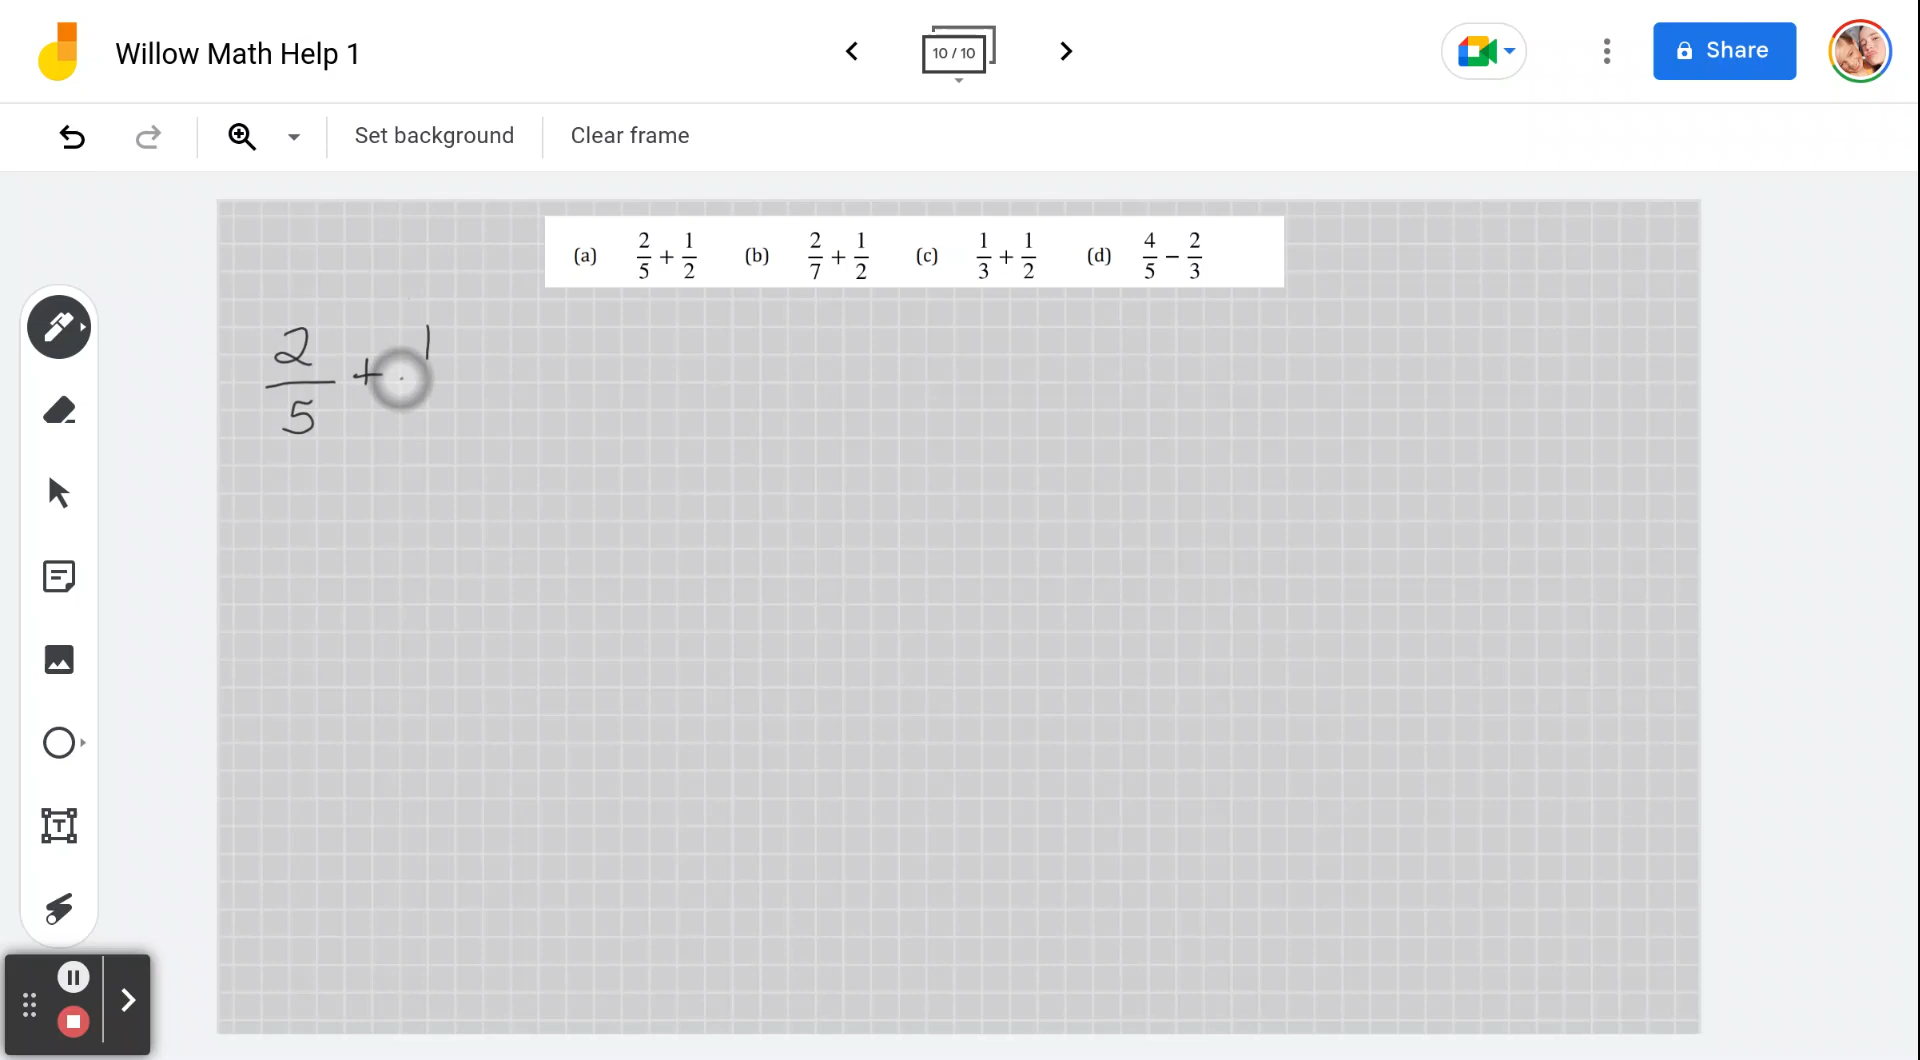 Willow Math Help 1
10 / 10
Share
Set background
Clear frame
(a) 2/5 + 1/2 (b) 2/7 + 1/2 (c) 1/3 + 1/2 (d) 4/5 − 2/3
2/5 + 1